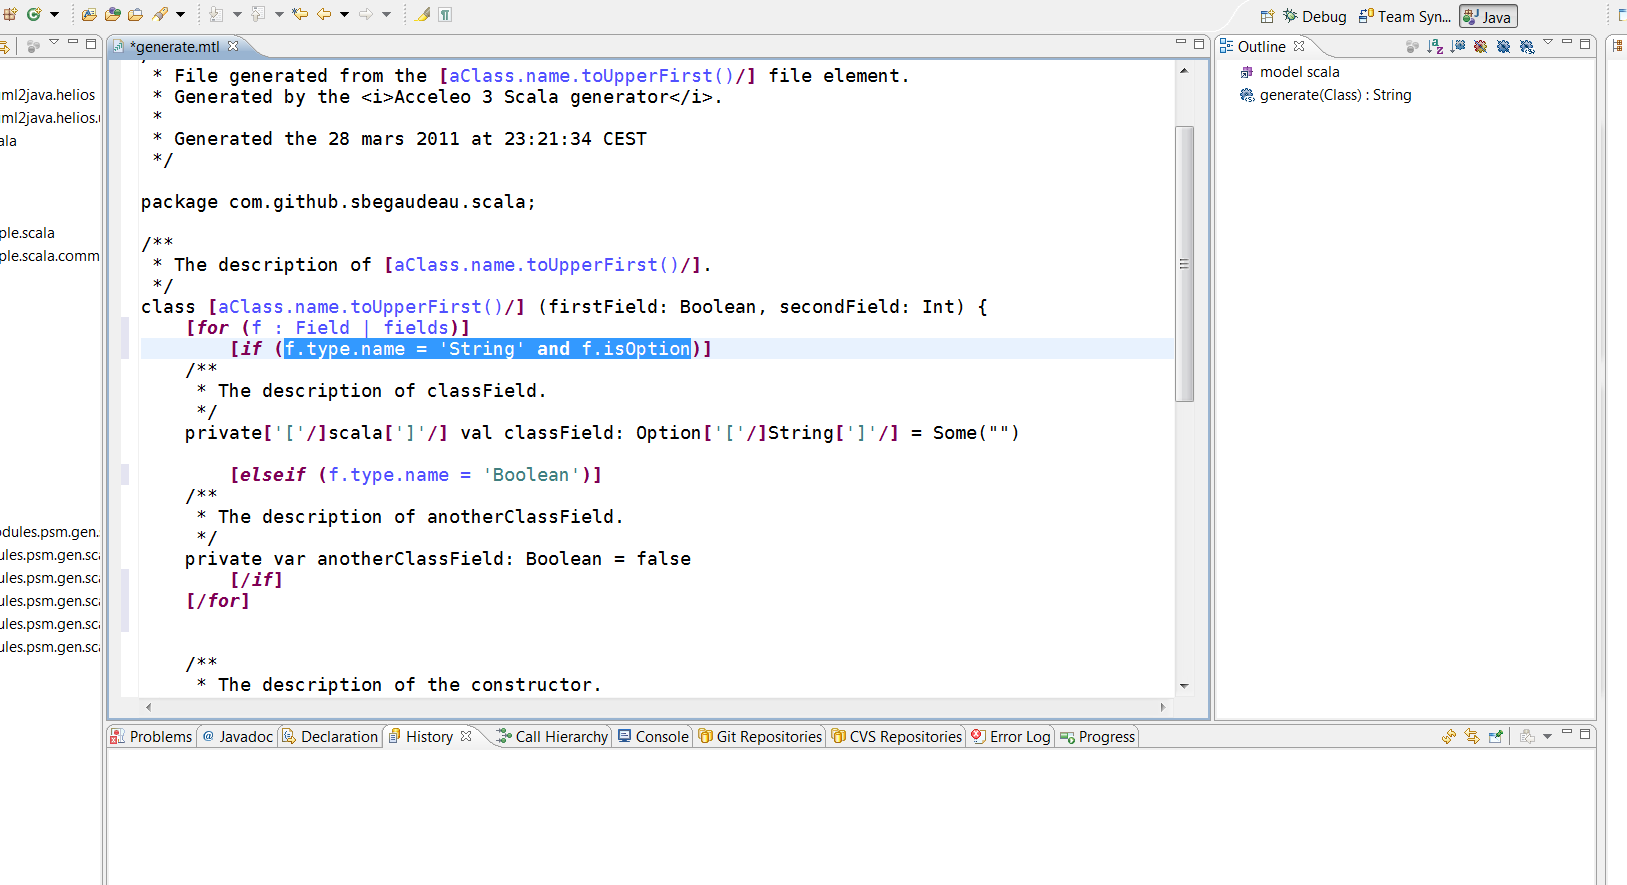 Debug
Team Syn...
Java
*generate.mtl
Outline
* File generated from the [aClass.name.toUpperFirst()/] file element.
* Generated by the <i>Acceleo 3 Scala generator</i>.
*
* Generated the 28 mars 2011 at 23:21:34 CEST
*/
package com.github.sbegaudeau.scala;
/**
* The description of [aClass.name.toUpperFirst()/].
*/
class [aClass.name.toUpperFirst()/] (firstField: Boolean, secondField: Int) {
[for (f : Field | fields)]
[if (f.type.name = 'String' and f.isOption)]
/**
* The description of classField.
*/
private['['/]scala[']'/] val classField: Option['['/]String[']'/] = Some("")
[elseif (f.type.name = 'Boolean')]
/**
* The description of anotherClassField.
*/
private var anotherClassField: Boolean = false
[/if]
[/for]
/**
* The description of the constructor.
model scala
generate(Class) : String
ml2java.helios
ml2java.helios.
ala
ple.scala
ple.scala.comm
dules.psm.gen.
ules.psm.gen.sc
ules.psm.gen.sc
ules.psm.gen.sc
ules.psm.gen.sc
ules.psm.gen.sc
Problems
@ Javadoc
Declaration
History
Call Hierarchy
Console
Git Repositories
CVS Repositories
Error Log
Progress